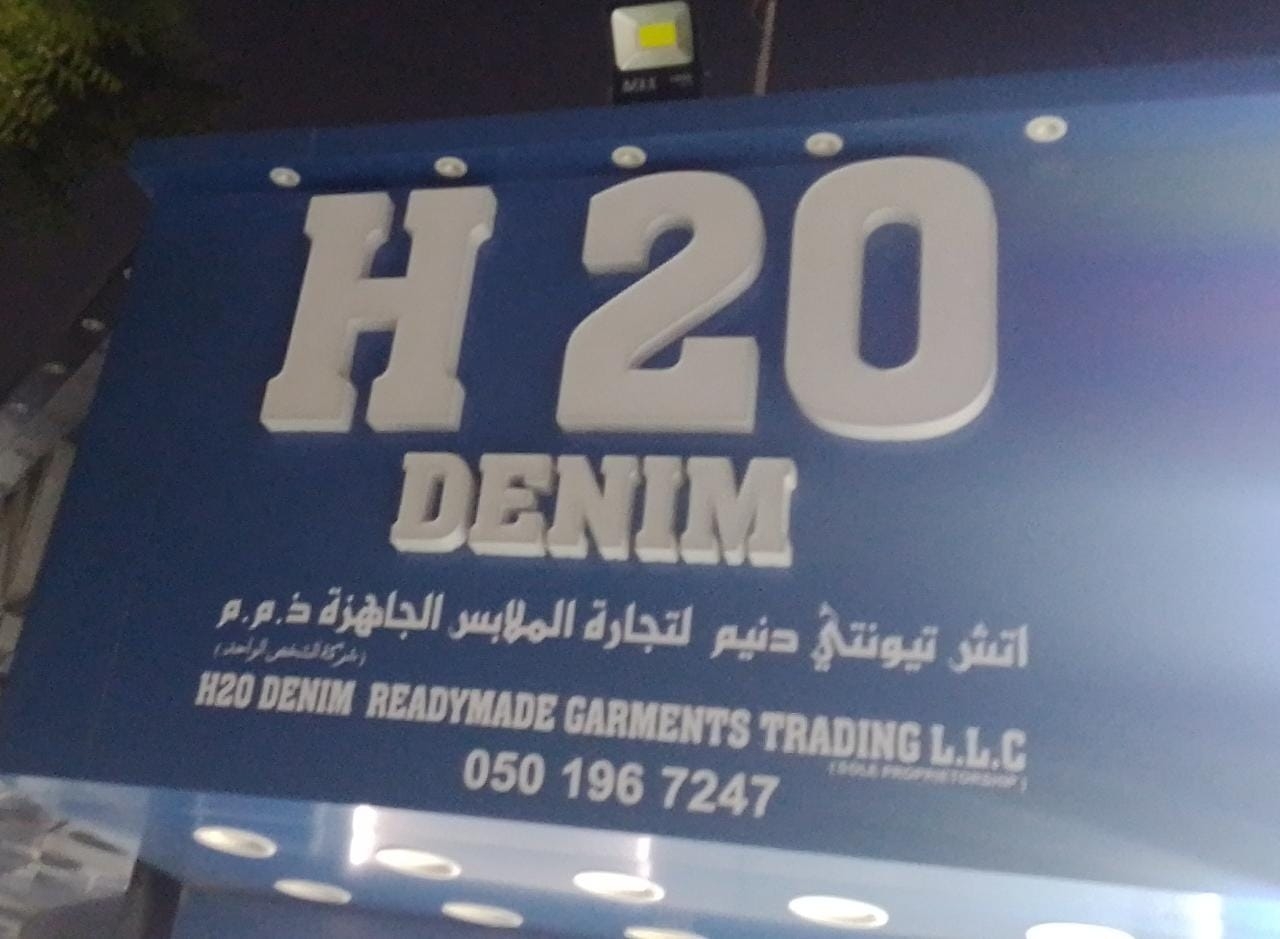 H 20
DENIM
اتش تيونتي دنيم لتجارة الملابس الجاهزة ذ.م.م
(شركة الشخص الواحد)
H20 DENIM READYMADE GARMENTS TRADING L.L.C
(SOLE PROPRIETORSHIP)
050 196 7247